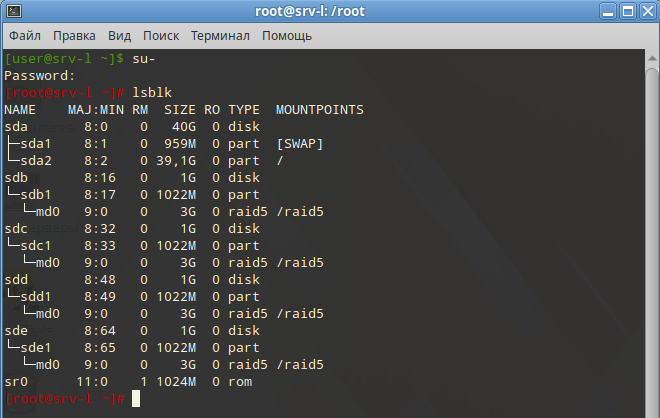 root@srv-l: /root
Файл Правка Вид Поиск Терминал Помощь
[user@srv-l ~]$ su-
Password:
[root@srv-l ~]# lsblk
NAME    MAJ:MIN RM  SIZE RO TYPE  MOUNTPOINTS
sda       8:0    0   40G  0 disk
├─sda1    8:1    0  959M  0 part  [SWAP]
└─sda2    8:2    0 39,1G  0 part  /
sdb       8:16   0    1G  0 disk
└─sdb1    8:17   0 1022M  0 part
  └─md0   9:0    0    3G  0 raid5 /raid5
sdc       8:32   0    1G  0 disk
└─sdc1    8:33   0 1022M  0 part
  └─md0   9:0    0    3G  0 raid5 /raid5
sdd       8:48   0    1G  0 disk
└─sdd1    8:49   0 1022M  0 part
  └─md0   9:0    0    3G  0 raid5 /raid5
sde       8:64   0    1G  0 disk
└─sde1    8:65   0 1022M  0 part
  └─md0   9:0    0    3G  0 raid5 /raid5
sr0      11:0    1 1024M  0 rom
[root@srv-l ~]#